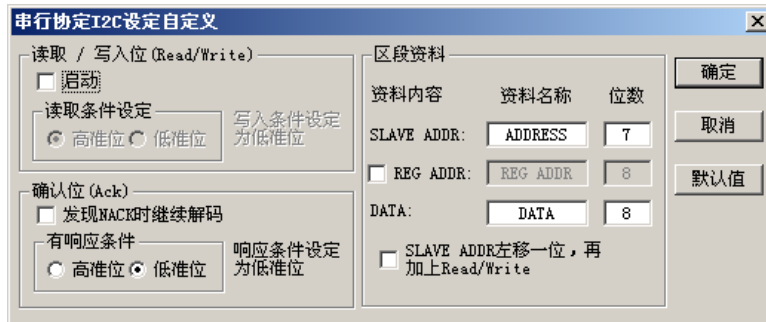 串行协定I2C设定自定义
读取 / 写入位(Read/Write)
启动
读取条件设定
高准位 低准位
写入条件设定
为低准位
确认位(Ack)
发现NACK时继续解码
有响应条件
高准位 低准位
响应条件设定
为低准位
区段资料
资料内容 资料名称 位数
SLAVE ADDR: ADDRESS 7
REG ADDR: REG ADDR 8
DATA: DATA 8
SLAVE ADDR左移一位，再
加上Read/Write
确定
取消
默认值